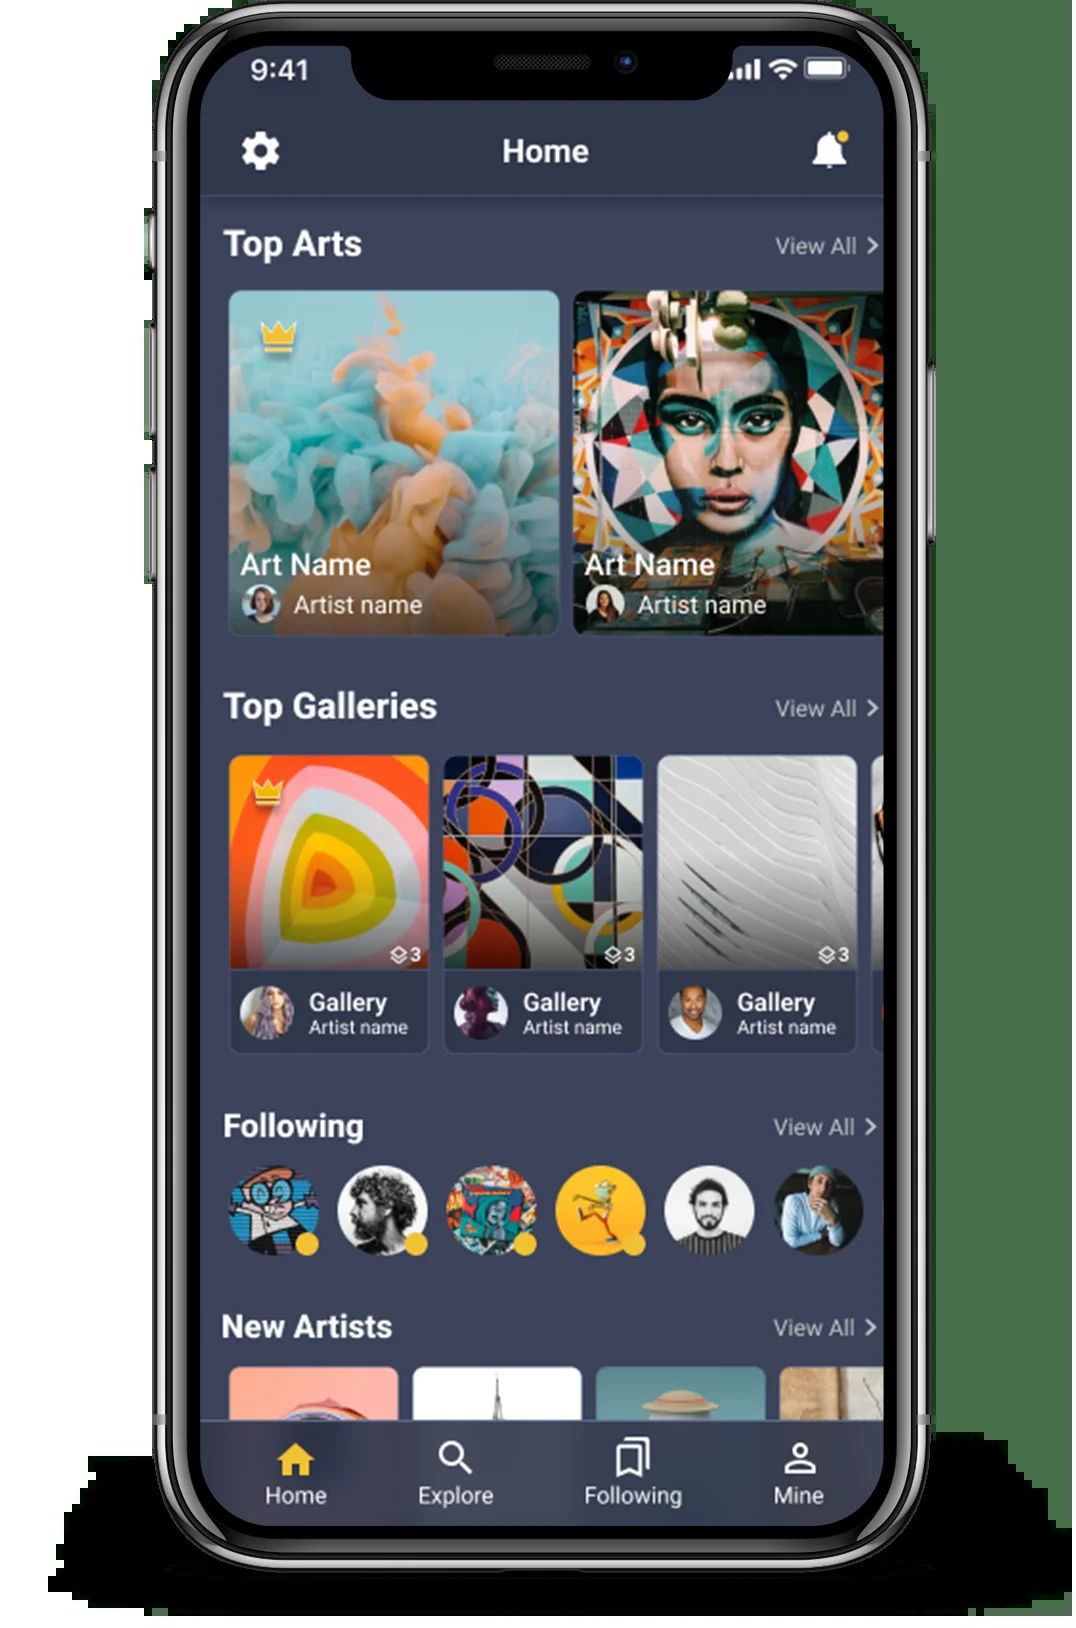 9:41
Home
Top Arts
View All
Art Name
Artist name
Art Name
Artist name
Top Galleries
View All
3
3
3
Gallery
Artist name
Gallery
Artist name
Gallery
Artist name
Following
View All
New Artists
View All
Home
Explore
Following
Mine